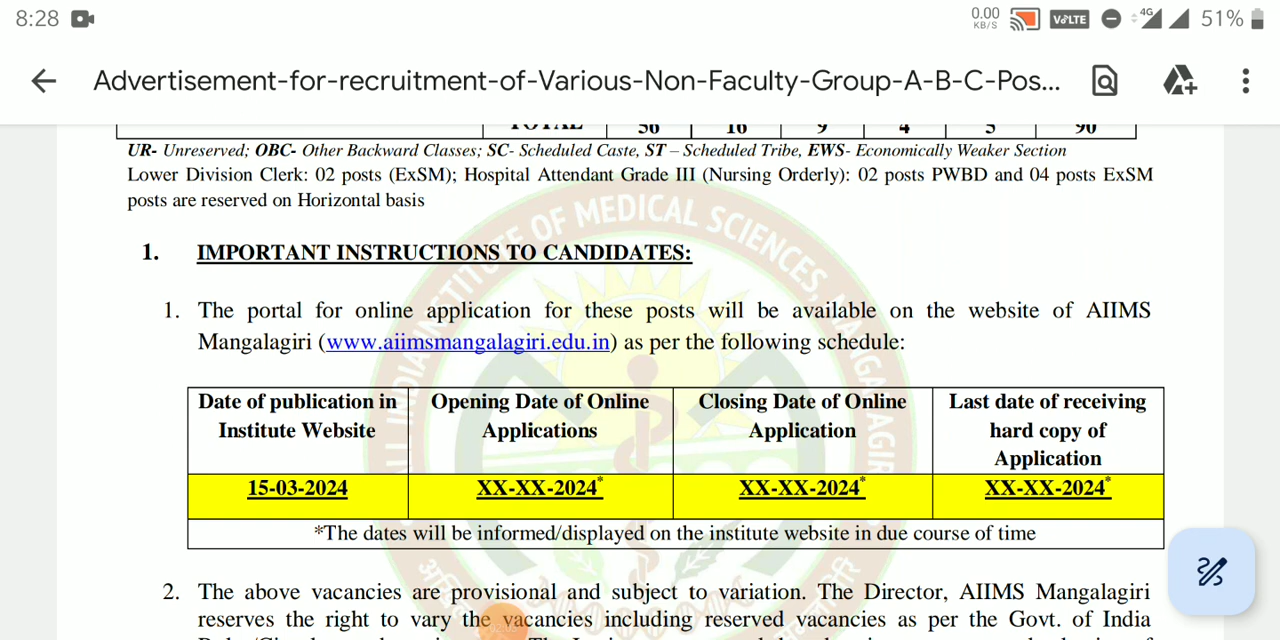 8:28
0.00
KB/S
VoLTE
4G
51%
Advertisement-for-recruitment-of-Various-Non-Faculty-Group-A-B-C-Pos...
TOTAL 56 16 9 4 5 90
UR- Unreserved; OBC- Other Backward Classes; SC- Scheduled Caste, ST – Scheduled Tribe, EWS- Economically Weaker Section
Lower Division Clerk: 02 posts (ExSM); Hospital Attendant Grade III (Nursing Orderly): 02 posts PWBD and 04 posts ExSM
posts are reserved on Horizontal basis
1. IMPORTANT INSTRUCTIONS TO CANDIDATES:
1. The portal for online application for these posts will be available on the website of AIIMS
Mangalagiri (www.aiimsmangalagiri.edu.in) as per the following schedule:
Date of publication in Opening Date of Online Closing Date of Online Last date of receiving
Institute Website Applications Application hard copy of
Application
15-03-2024 XX-XX-2024* XX-XX-2024* XX-XX-2024*
*The dates will be informed/displayed on the institute website in due course of time
2. The above vacancies are provisional and subject to variation. The Director, AIIMS Mangalagiri
reserves the right to vary the vacancies including reserved vacancies as per the Govt. of India